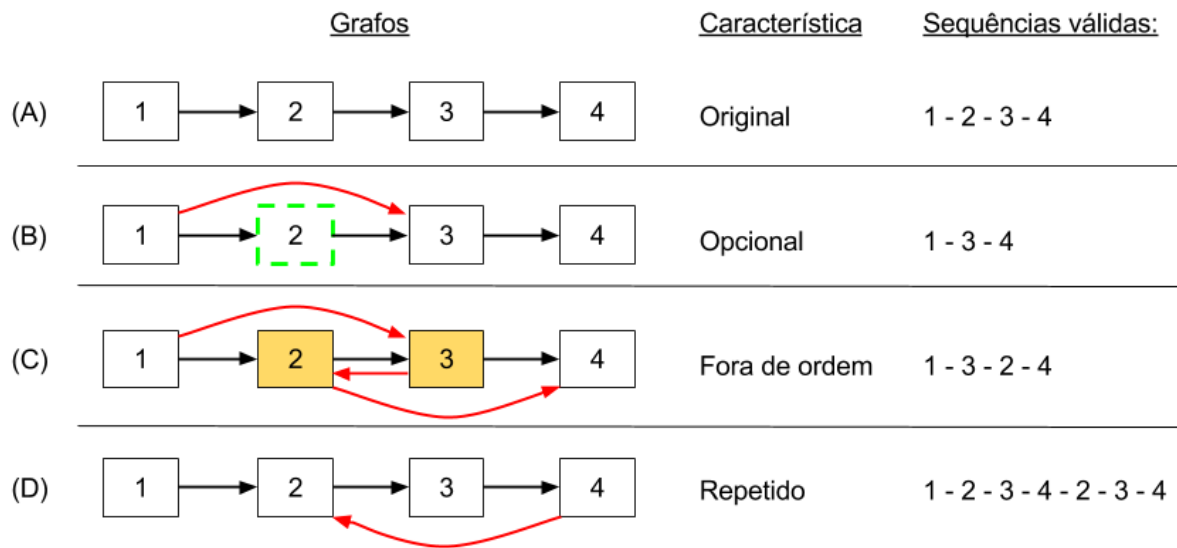 Grafos Característica Sequências válidas:
(A) 1 2 3 4 Original 1 - 2 - 3 - 4
(B) 1 2 3 4 Opcional 1 - 3 - 4
(C) 1 2 3 4 Fora de ordem 1 - 3 - 2 - 4
(D) 1 2 3 4 Repetido 1 - 2 - 3 - 4 - 2 - 3 - 4